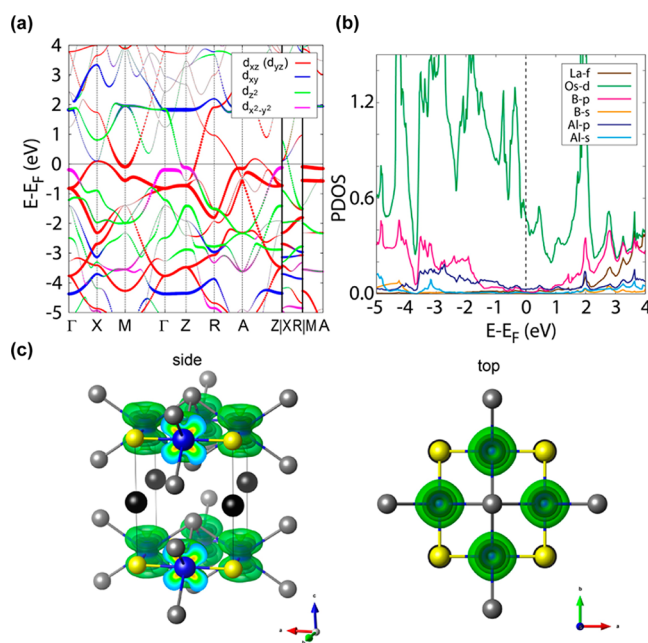 (a)
4
3
2
1
0
-1
-2
-3
-4
-5
E-E_F (eV)
d_xz (d_yz)
d_xy
d_z²
d_x²-y²
Γ X M Γ Z R A Z|X R|M A
(b)
1.2
0.6
0.0
PDOS
La-f
Os-d
B-p
B-s
Al-p
Al-s
-5 -4 -3 -2 -1 0 1 2 3 4
E-E_F (eV)
(c)
side
top
c
a
b
b
a